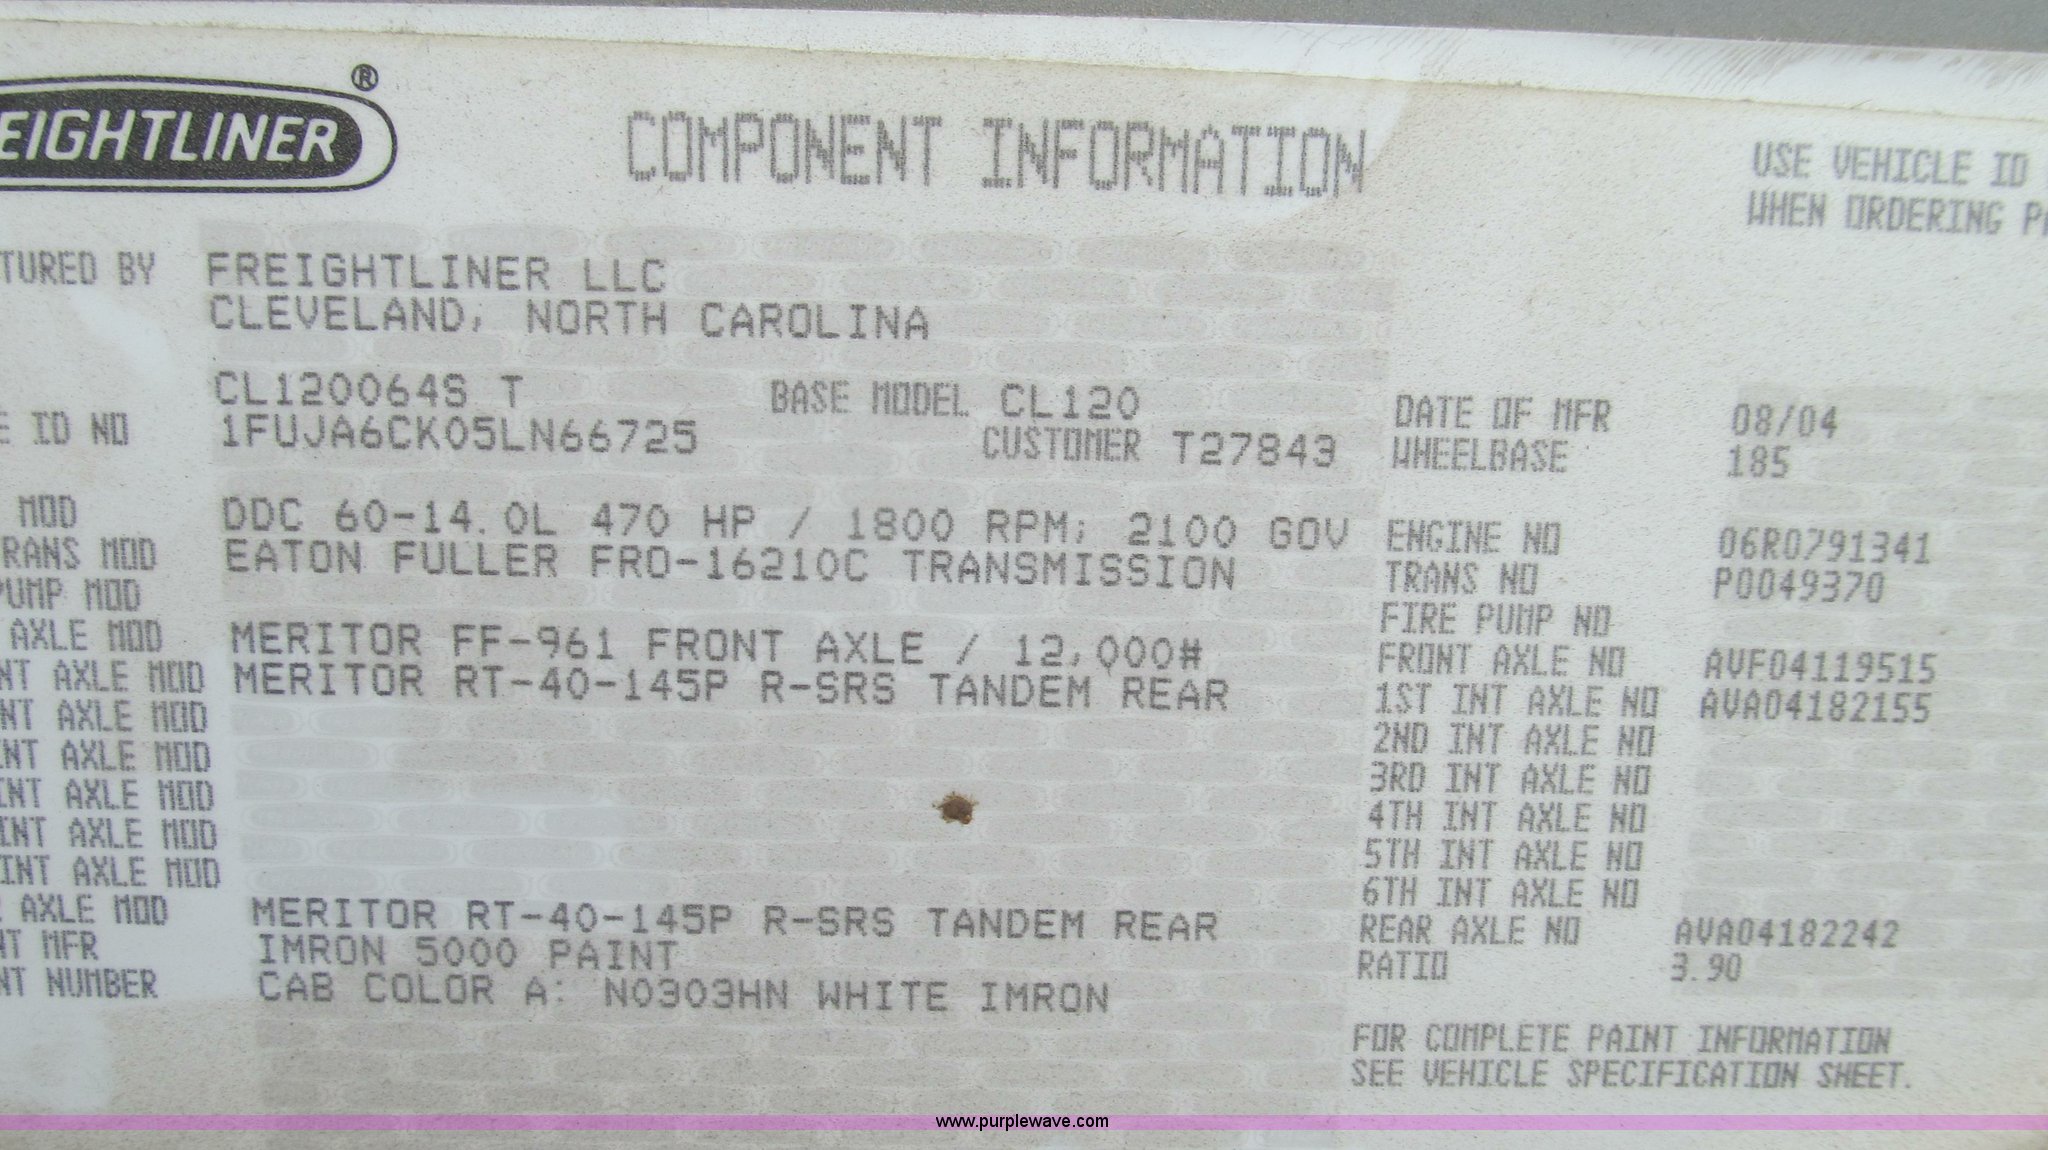 EIGHTLINER®
COMPONENT INFORMATION
USE VEHICLE ID
WHEN ORDERING PA
TURED BY FREIGHTLINER LLC
CLEVELAND, NORTH CAROLINA
CL120064S T BASE MODEL CL120 DATE OF MFR 08/04
E ID NO 1FUJA6CK05LN66725 CUSTOMER T27843 WHEELBASE 185
MOD DDC 60-14.0L 470 HP / 1800 RPM; 2100 GOV ENGINE NO 06R0791341
RANS MOD EATON FULLER FRO-16210C TRANSMISSION TRANS NO P0049370
PUMP MOD FIRE PUMP NO
AXLE MOD MERITOR FF-961 FRONT AXLE / 12,000# FRONT AXLE NO AVF04119515
NT AXLE MOD MERITOR RT-40-145P R-SRS TANDEM REAR 1ST INT AXLE NO AVA04182155
NT AXLE MOD 2ND INT AXLE NO
INT AXLE MOD 3RD INT AXLE NO
INT AXLE MOD 4TH INT AXLE NO
INT AXLE MOD 5TH INT AXLE NO
INT AXLE MOD 6TH INT AXLE NO
R AXLE MOD MERITOR RT-40-145P R-SRS TANDEM REAR REAR AXLE NO AVA04182242
NT MFR IMRON 5000 PAINT RATIO 3.90
NT NUMBER CAB COLOR A: N0303HN WHITE IMRON
FOR COMPLETE PAINT INFORMATION
SEE VEHICLE SPECIFICATION SHEET.
www.purplewave.com